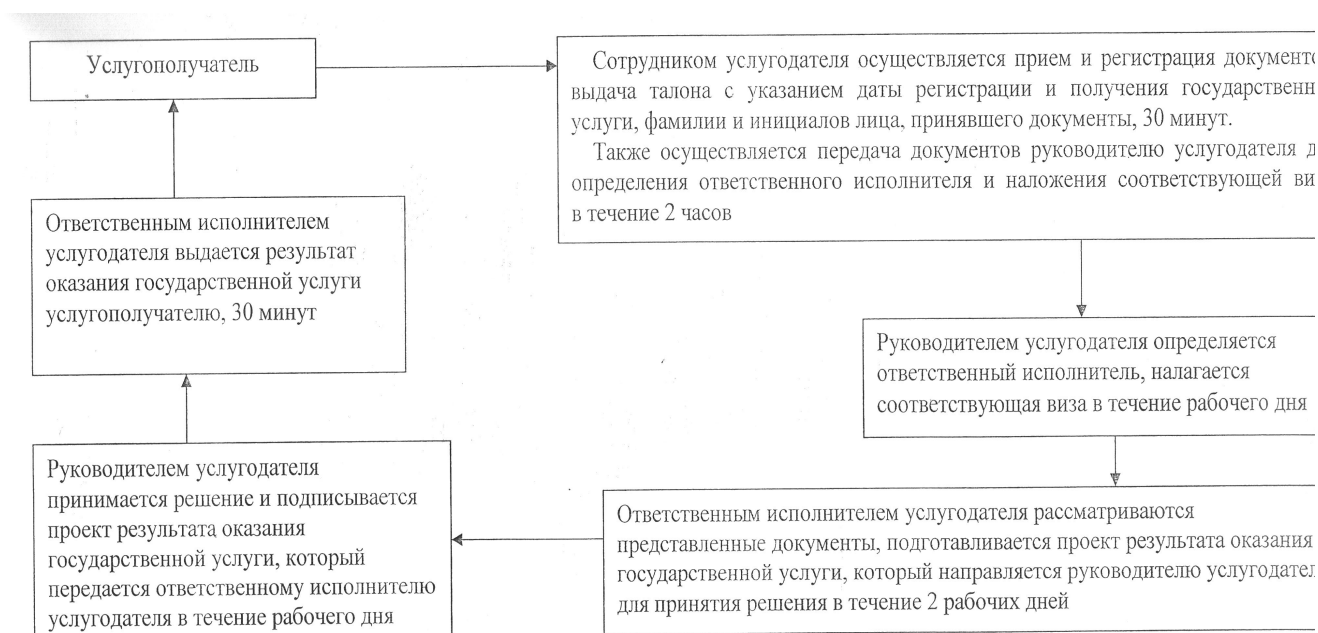 Услугополучатель
Сотрудником услугодателя осуществляется прием и регистрация документо
выдача талона с указанием даты регистрации и получения государственн
услуги, фамилии и инициалов лица, принявшего документы, 30 минут.
Также осуществляется передача документов руководителю услугодателя д
определения ответственного исполнителя и наложения соответствующей ви
в течение 2 часов
Руководителем услугодателя определяется
ответственный исполнитель, налагается
соответствующая виза в течение рабочего дня
Ответственным исполнителем услугодателя рассматриваются
представленные документы, подготавливается проект результата оказания
государственной услуги, который направляется руководителю услугодател
для принятия решения в течение 2 рабочих дней
Руководителем услугодателя
принимается решение и подписывается
проект результата оказания
государственной услуги, который
передается ответственному исполнителю
услугодателя в течение рабочего дня
Ответственным исполнителем
услугодателя выдается результат
оказания государственной услуги
услугополучателю, 30 минут